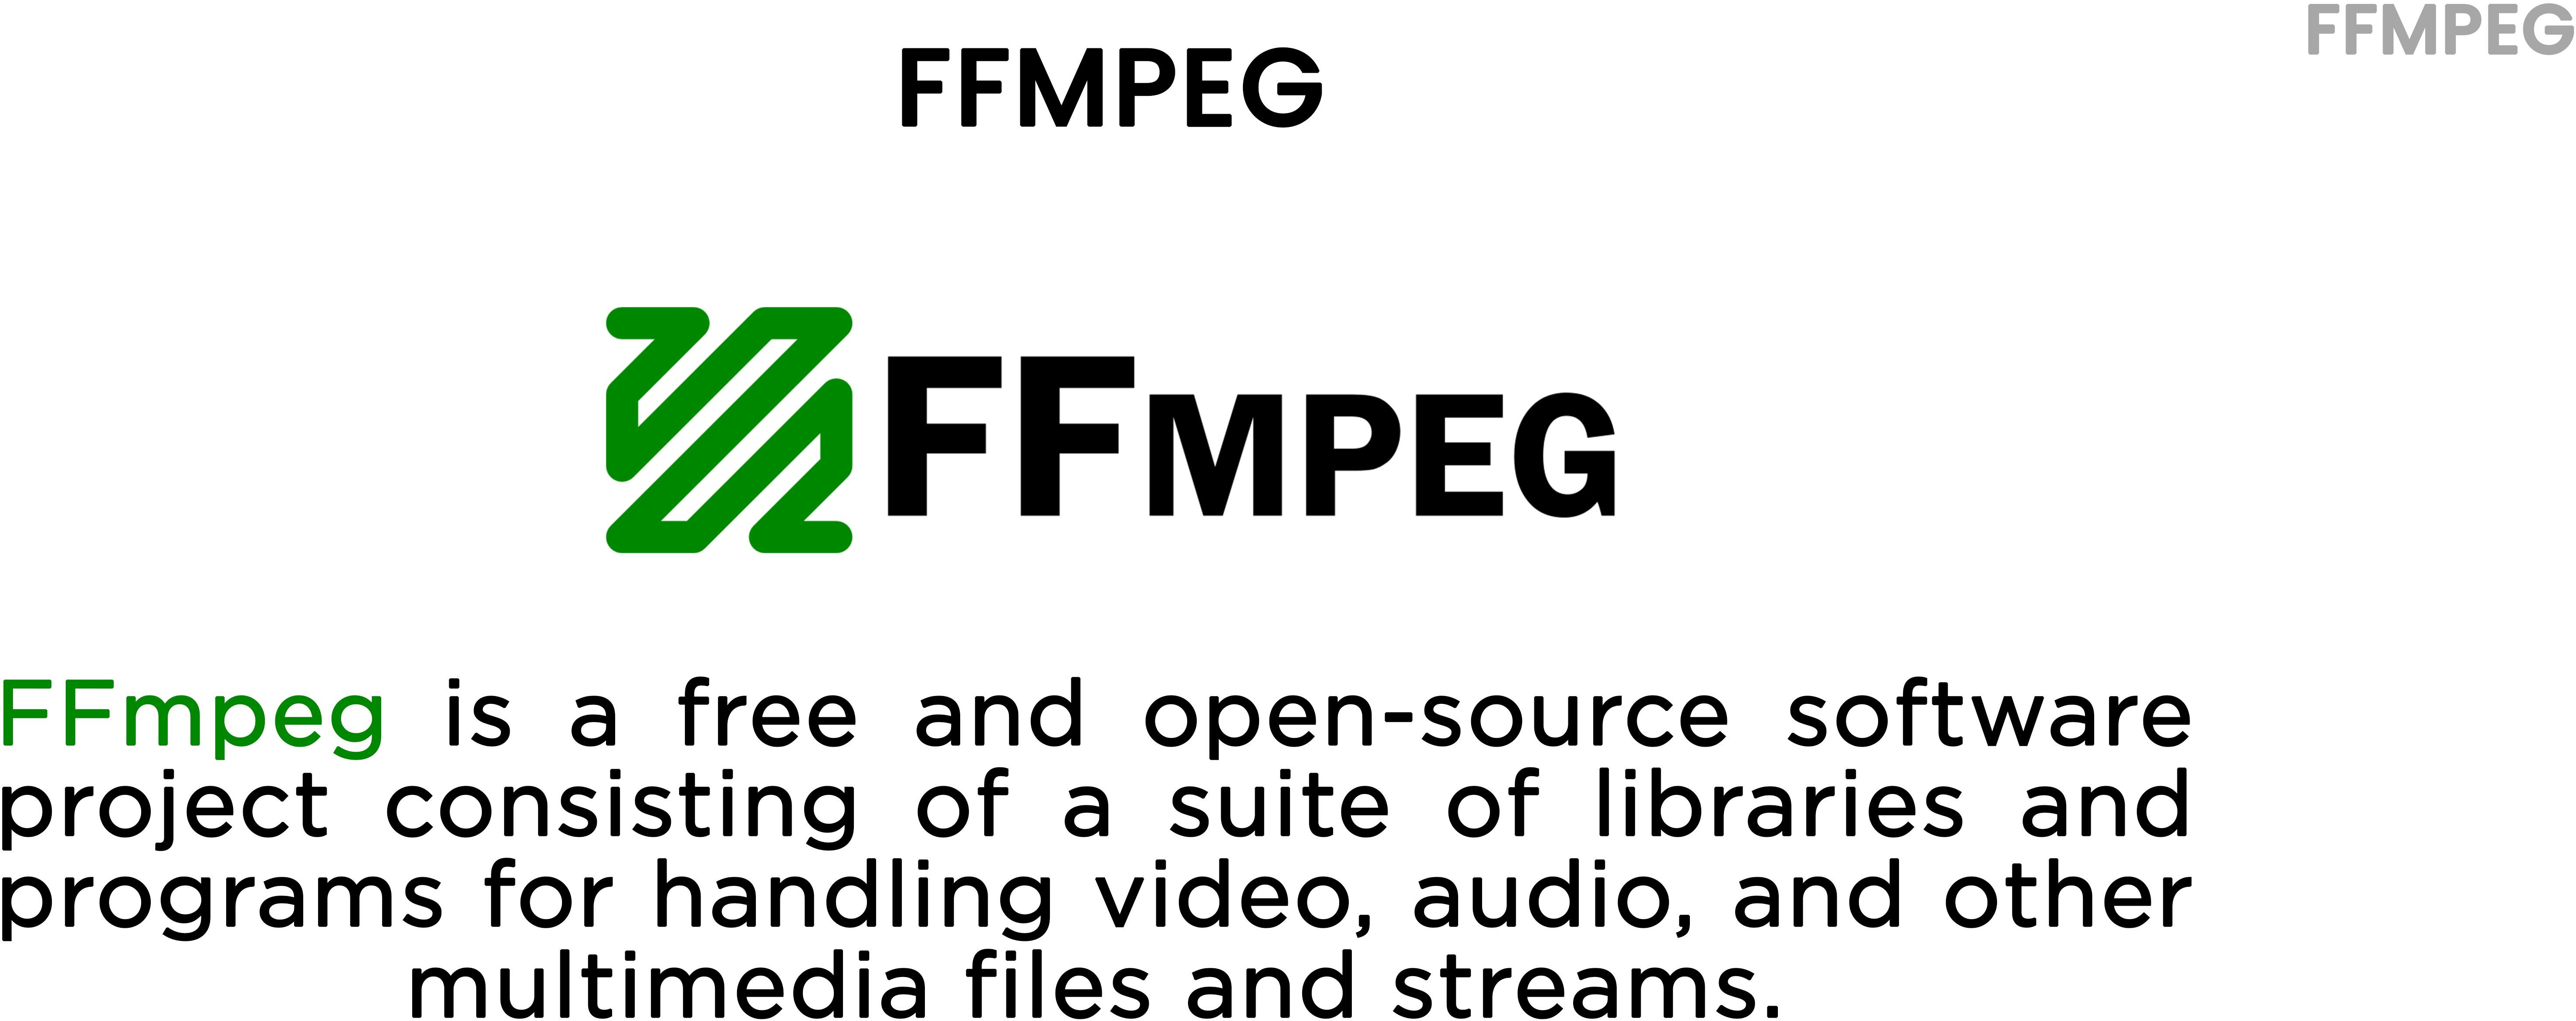 FFMPEG
FFMPEG
FFMPEG
FFmpeg is a free and open-source software
project consisting of a suite of libraries and
programs for handling video, audio, and other
multimedia files and streams.